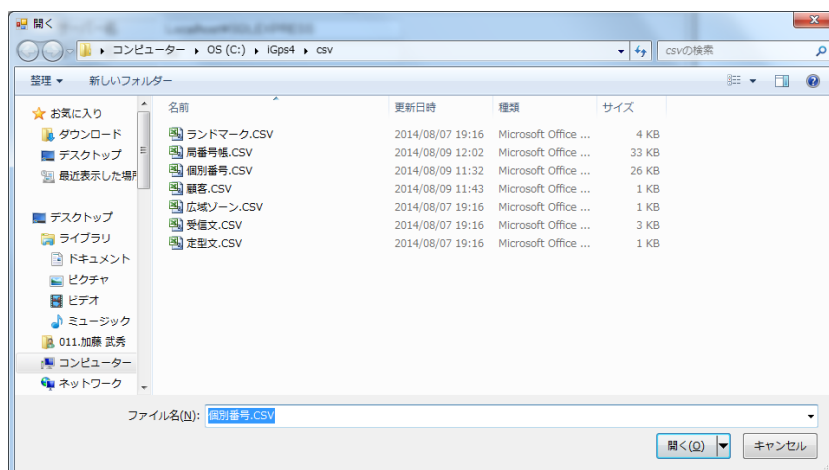 開く
コンピューター ▸ OS (C:) ▸ iGps4 ▸ csv
csvの検索
整理 ▼ 新しいフォルダー
名前 更新日時 種類 サイズ
ランドマーク.CSV 2014/08/07 19:16 Microsoft Office ... 4 KB
局番号帳.CSV 2014/08/09 12:02 Microsoft Office ... 33 KB
個別番号.CSV 2014/08/09 11:32 Microsoft Office ... 26 KB
顧客.CSV 2014/08/09 11:43 Microsoft Office ... 1 KB
広域ゾーン.CSV 2014/08/07 19:16 Microsoft Office ... 1 KB
受信文.CSV 2014/08/07 19:16 Microsoft Office ... 3 KB
定型文.CSV 2014/08/07 19:16 Microsoft Office ... 1 KB
お気に入り
ダウンロード
デスクトップ
最近表示した場所
デスクトップ
ライブラリ
ドキュメント
ピクチャ
ビデオ
ミュージック
011.加藤 武秀
コンピューター
ネットワーク
ファイル名(N): 個別番号.CSV
開く(O) キャンセル